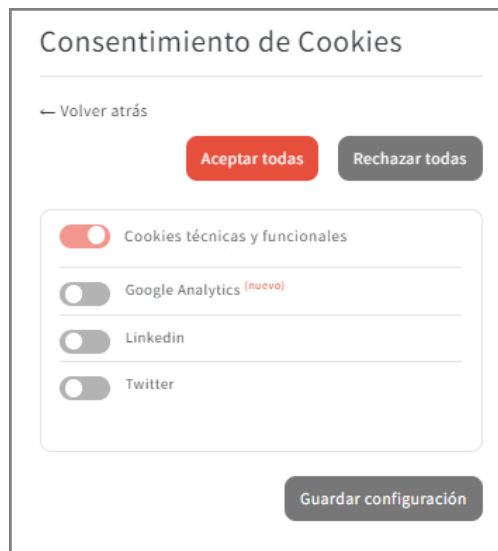 Consentimiento de Cookies
← Volver atrás
Aceptar todas Rechazar todas
Cookies técnicas y funcionales
Google Analytics (nuevo)
Linkedin
Twitter
Guardar configuración